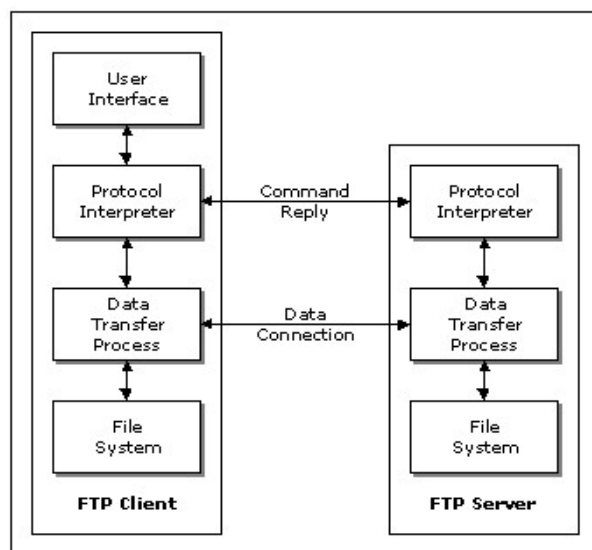 User
Interface
Protocol
Interpreter
Command
Reply
Protocol
Interpreter
Data
Transfer
Process
Data
Connection
Data
Transfer
Process
File
System
File
System
FTP Client
FTP Server